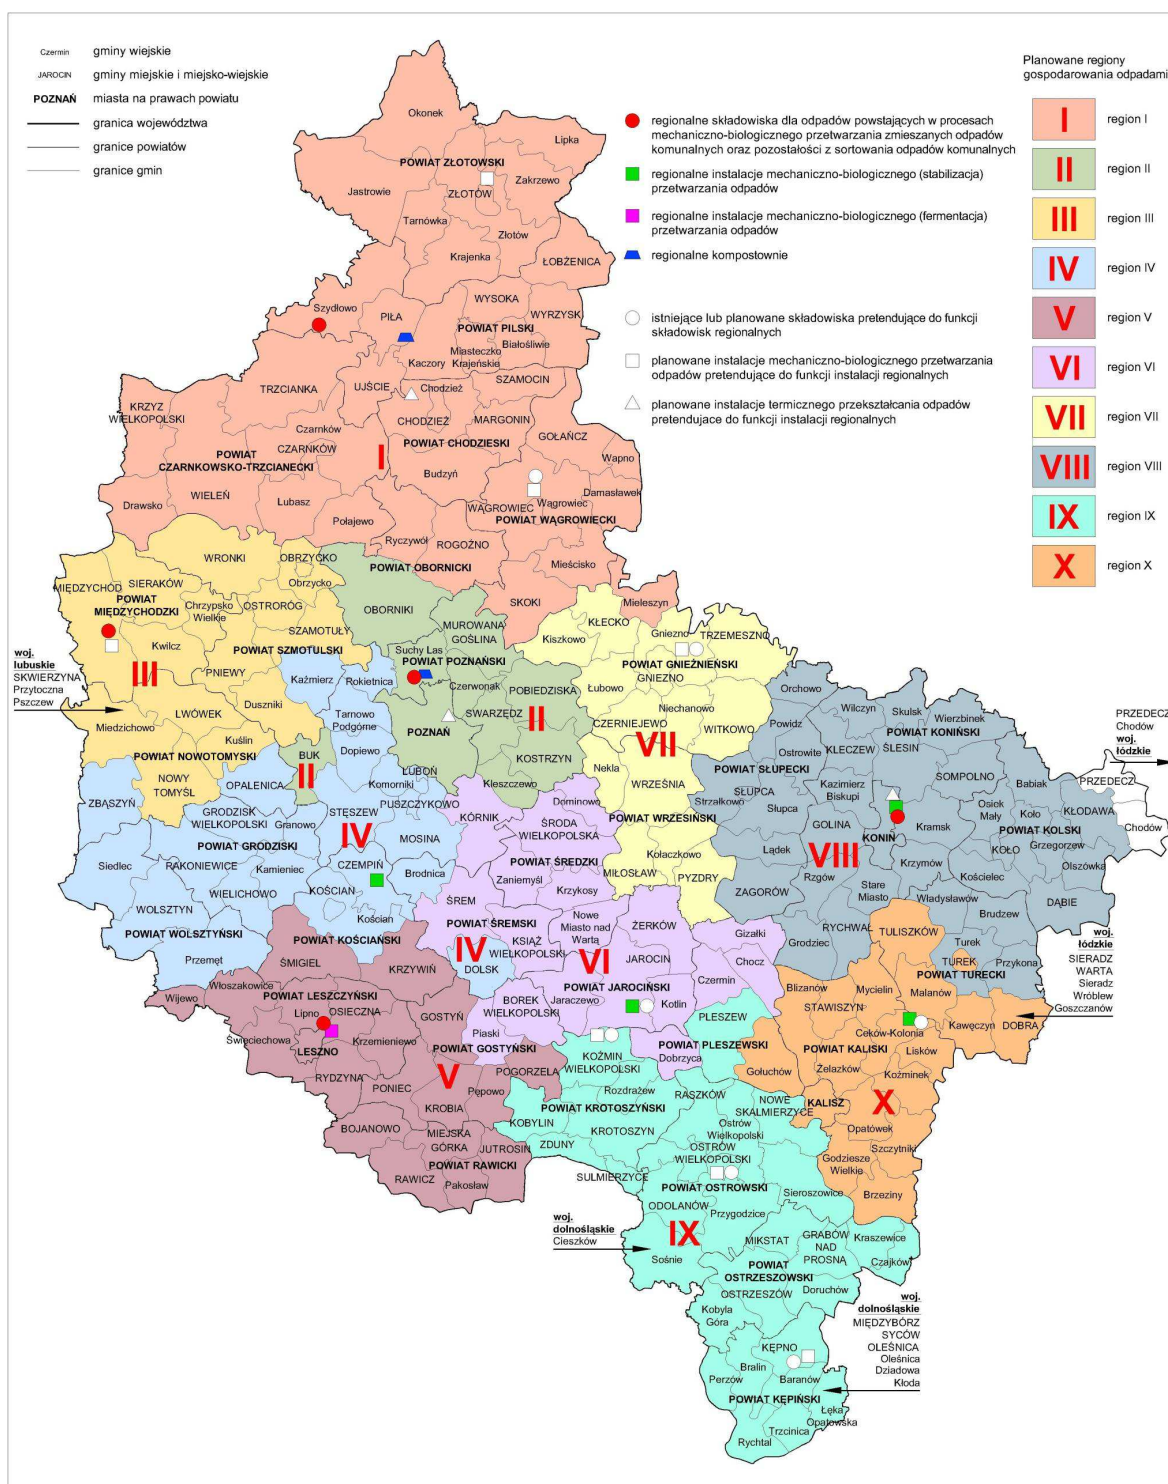 Czermin gminy wiejskie
JAROCIN gminy miejskie i miejsko-wiejskie
POZNAŃ miasta na prawach powiatu
granica województwa
granice powiatów
granice gmin
regionalne składowiska dla odpadów powstających w procesach
mechaniczno-biologicznego przetwarzania zmieszanych odpadów
komunalnych oraz pozostałości z sortowania odpadów komunalnych
regionalne instalacje mechaniczno-biologicznego (stabilizacja)
przetwarzania odpadów
regionalne instalacje mechaniczno-biologicznego (fermentacja)
przetwarzania odpadów
regionalne kompostownie
istniejące lub planowane składowiska pretendujące do funkcji
składowisk regionalnych
planowane instalacje mechaniczno-biologicznego przetwarzania
odpadów pretendujące do funkcji instalacji regionalnych
planowane instalacje termicznego przekształcania odpadów
pretendujace do funkcji instalacji regionalnych
Planowane regiony
gospodarowania odpadami
I region I
II region II
III region III
IV region IV
V region V
VI region VI
VII region VII
VIII region VIII
IX region IX
X region X
Okonek
Lipka
POWIAT ZŁOTOWSKI
Zakrzewo
Jastrowie
ZŁOTÓW
Tarnówka
Złotów
Krajenka
ŁOBŻENICA
Szydłowo
PIŁA
WYSOKA
WYRZYSK
POWIAT PILSKI
Białośliwie
Miasteczko
Krajeńskie
Kaczory
TRZCIANKA
UJŚCIE
Chodzież
SZAMOCIN
KRZYZ
WIELKOPOLSKI
CHODZIEŻ
MARGONIN
Czarnków
CZARNKÓW
POWIAT CHODZIESKI
GOŁAŃCZ
POWIAT
CZARNKOWSKO-TRZCIANECKI
I
Wapno
Budzyń
Damasławek
WIELEŃ
Drawsko
Lubasz
WĄGROWIEC
Wągrowiec
POWIAT WĄGROWIECKI
Połajewo
Ryczywół
ROGOŹNO
POWIAT OBORNICKI
Mieścisko
SKOKI
Mieleszyn
WRONKI
OBRZYCKO
Obrzycko
MIĘDZYCHÓD
SIERAKÓW
POWIAT
MIĘDZYCHODZKI
Chrzypsko
Wielkie
OSTRORÓG
SZAMOTUŁY
Kwilcz
POWIAT SZMOTULSKI
III
PNIEWY
Duszniki
LWÓWEK
Miedzichowo
Kuślin
POWIAT NOWOTOMYSKI
NOWY
TOMYŚL
woj.
lubuskie
SKWIERZYNA
Przytoczna
Pszczew
OBORNIKI
MUROWANA
GOŚLINA
Suchy Las
POWIAT POZNAŃSKI
Czerwonak
POBIEDZISKA
SWARZĘDZ
II
POZNAŃ
KOSTRZYN
Kleszczewo
BUK
II
Kaźmierz
Rokietnica
Tarnowo
Podgórne
Dopiewo
LUBOŃ
Komorniki
PUSZCZYKOWO
ZBĄSZYŃ
OPALENICA
GRODZISK
WIELKOPOLSKI
Granowo
STĘSZEW
IV
MOSINA
POWIAT GRODZISKI
Siedlec
RAKONIEWICE
Kamieniec
CZEMPIŃ
Brodnica
WIELICHOWO
KOŚCIAN
Kościan
WOLSZTYN
POWIAT WOLSZTYŃSKI
Przemęt
POWIAT KOŚCIAŃSKI
KŁECKO
Kiszkowo
Gniezno
TRZEMESZNO
POWIAT GNIEŹNIEŃSKI
GNIEZNO
Łubowo
Niechanowo
CZERNIEJEWO
WITKOWO
VII
Nekla
WRZEŚNIA
POWIAT WRZESIŃSKI
Kołaczkowo
MIŁOSŁAW
PYZDRY
Orchowo
Wilczyn
Skulsk
Wierzbinek
Powidz
POWIAT KONIŃSKI
Ostrowite
KLECZEW
ŚLESIN
POWIAT SŁUPECKI
SOMPOLNO
Babiak
SŁUPCA
Kazimierz
Biskupi
Strzałkowo
Słupca
Osiek
Mały
Koło
KŁODAWA
GOLINA
Kramsk
POWIAT KOLSKI
KONIN
KOŁO
Grzegorzew
Lądek
VIII
Rzgów
Krzymów
Kościelec
Olszówka
ZAGORÓW
Stare
Miasto
Władysławów
DĄBIE
RYCHWAŁ
Brudzew
Grodziec
Turek
TUREK
Przykona
POWIAT TURECKI
PRZEDECZ
Chodów
woj.
łódzkie
PRZEDECZ
Chodów
woj.
łódzkie
SIERADZ
WARTA
Sieradz
Wróblew
Goszczanów
KÓRNIK
Dominowo
ŚRODA
WIELKOPOLSKA
POWIAT ŚREDZKI
Zaniemyśl
Krzykosy
ŚREM
POWIAT ŚREMSKI
IV
DOLSK
KSIĄŻ
WIELKOPOLSKI
Nowe
Miasto nad
Wartą
ŻERKÓW
VI
JAROCIN
Gizałki
Chocz
Czermin
POWIAT JAROCIŃSKI
BOREK
WIELKOPOLSKI
Jaraczewo
Kotlin
PLESZEW
Piaski
POWIAT PLESZEWSKI
Dobrzyca
ŚMIGIEL
KRZYWIŃ
Włoszakowice
Wijewo
POWIAT LESZCZYŃSKI
Lipno
OSIECZNA
GOSTYŃ
Święciechowa
LESZNO
Krzemieniewo
POWIAT GOSTYŃSKI
RYDZYNA
PONIEC
V
POGORZELA
Pępowo
KROBIA
BOJANOWO
MIEJSKA
GÓRKA
JUTROSIN
POWIAT RAWICKI
RAWICZ
Pakosław
TULISZKÓW
Blizanów
Mycielin
Malanów
STAWISZYN
Ceków-Kolonia
Kawęczyn
DOBRA
POWIAT KALISKI
Lisków
Gołuchów
Żelazków
Koźminek
KALISZ
X
Opatówek
Szczytniki
Godziesze
Wielkie
Brzeziny
KOŹMIN
WIELKOPOLSKI
Rozdrażew
RASZKÓW
NOWE
SKALMIERZYCE
POWIAT KROTOSZYŃSKI
KOBYLIN
KROTOSZYN
Ostrów
Wielkopolski
ZDUNY
OSTRÓW
WIELKOPOLSKI
SULMIERZYCE
POWIAT OSTROWSKI
Sieroszowice
ODOLANÓW
Przygodzice
IX
MIKSTAT
GRABÓW
NAD
PROSNĄ
Kraszewice
Czajków
Sośnie
POWIAT
OSTRZESZOWSKI
Doruchów
OSTRZESZÓW
Kobyla
Góra
KĘPNO
Bralin
Perzów
Baranów
POWIAT KĘPIŃSKI
Łęka
Opatowska
Trzcinica
Rychtal
woj.
dolnośląskie
Cieszków
woj.
dolnośląskie
MIĘDZYBÓRZ
SYCÓW
OLEŚNICA
Oleśnica
Dziadowa
Kłoda